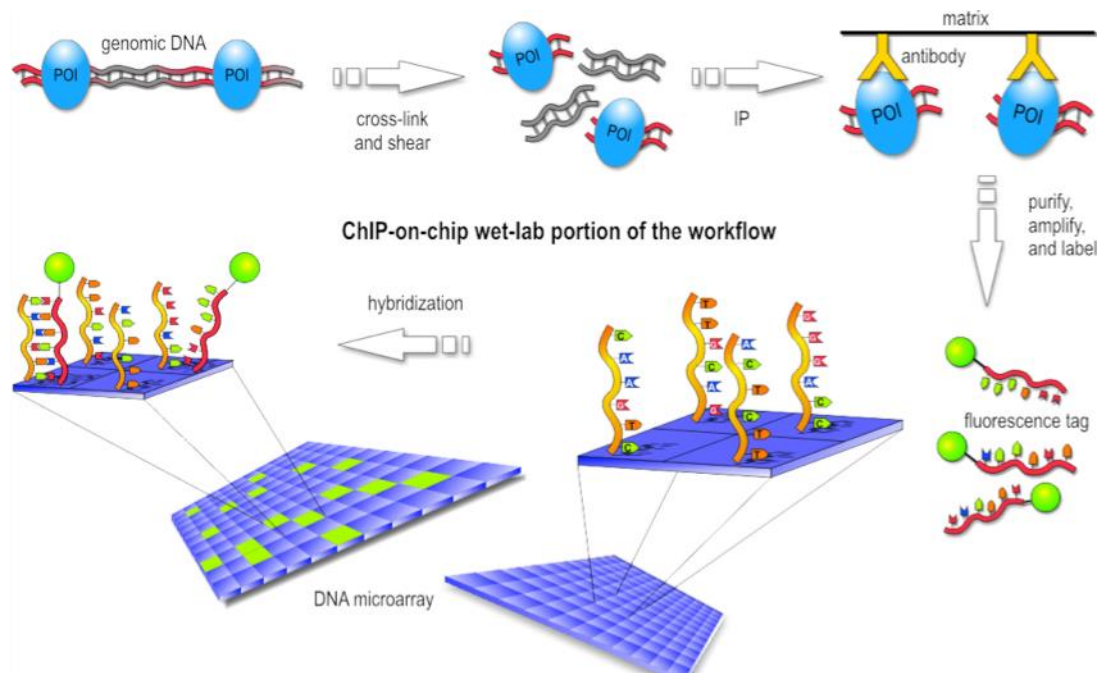 genomic DNA
POI
POI
cross-link
and shear
POI
POI
IP
matrix
antibody
POI
POI
purify,
amplify,
and label
ChIP-on-chip wet-lab portion of the workflow
hybridization
fluorescence tag
DNA microarray
C
A
A
G
T
C
T
T
G
C
A
G
A
C
T
C
T
G
G
G
C
C